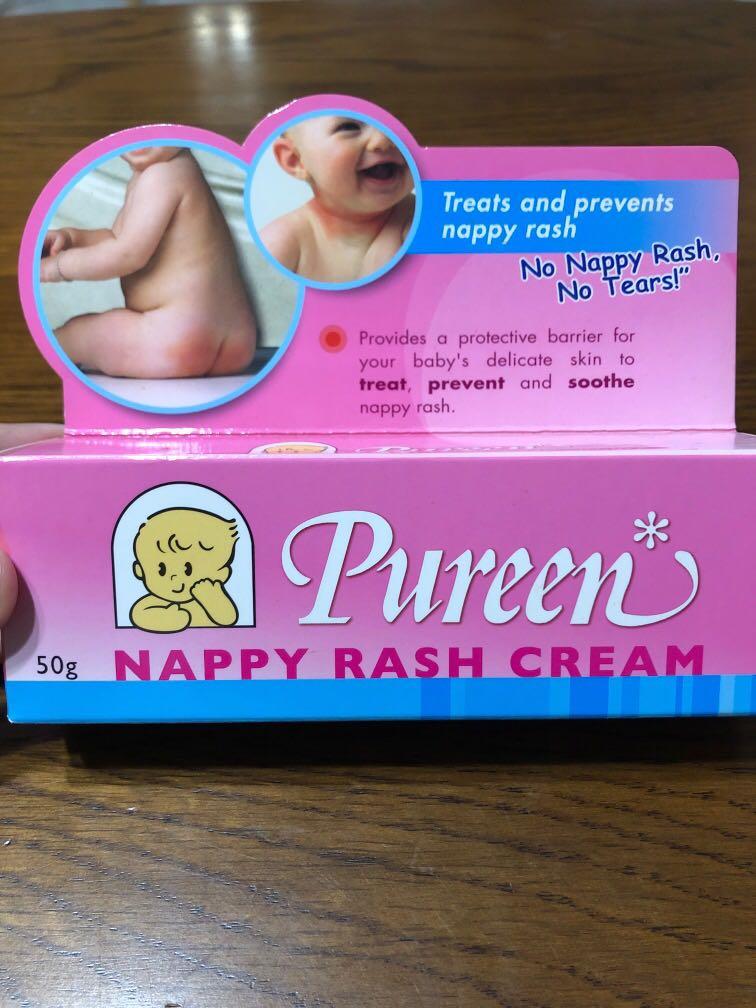 Treats and prevents
nappy rash
No Nappy Rash,
No Tears!"
Provides a protective barrier for
your baby's delicate skin to
treat, prevent and soothe
nappy rash.
Pureen*
50g NAPPY RASH CREAM